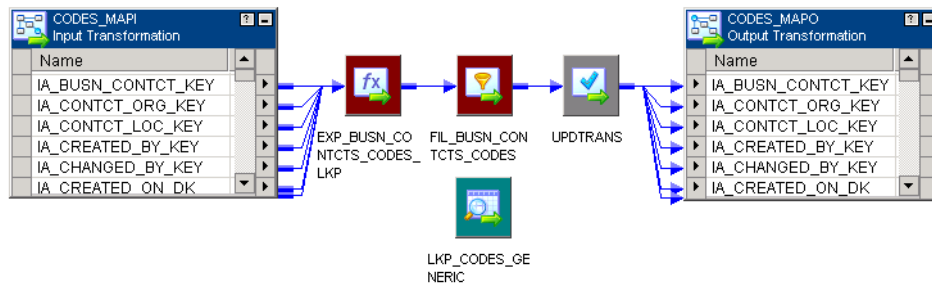 CODES_MAPI
Input Transformation
Name
IA_BUSN_CONTCT_KEY
IA_CONTCT_ORG_KEY
IA_CONTCT_LOC_KEY
IA_CREATED_BY_KEY
IA_CHANGED_BY_KEY
IA_CREATED_ON_DK
fx
EXP_BUSN_CO
NTCTS_CODES_
LKP
FIL_BUSN_CON
TCTS_CODES
UPDTRANS
LKP_CODES_GE
NERIC
CODES_MAPO
Output Transformation
Name
IA_BUSN_CONTCT_KEY
IA_CONTCT_ORG_KEY
IA_CONTCT_LOC_KEY
IA_CREATED_BY_KEY
IA_CHANGED_BY_KEY
IA_CREATED_ON_DK